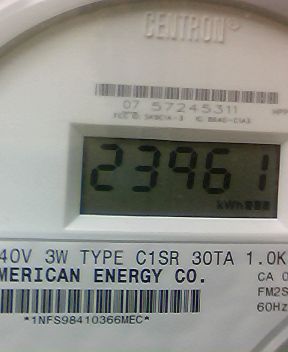 CENTRON®
07 57245311
23961
kWh
40V 3W TYPE C1SR 30TA 1.0K
MERICAN ENERGY CO.
CA 0
FM2S
60Hz
*1NFS98410366MEC*